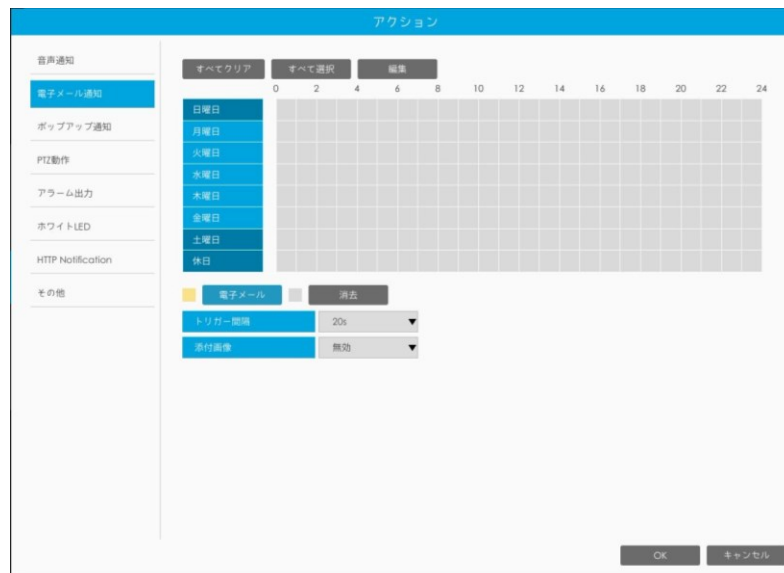 アクション
音声通知
電子メール通知
ポップアップ通知
PTZ動作
アラーム出力
ホワイトLED
HTTP Notification
その他
すべてクリア すべて選択 編集
0 2 4 6 8 10 12 14 16 18 20 22 24
日曜日
月曜日
火曜日
水曜日
木曜日
金曜日
土曜日
休日
電子メール 消去
トリガー間隔 20s
添付画像 無効
OK キャンセル